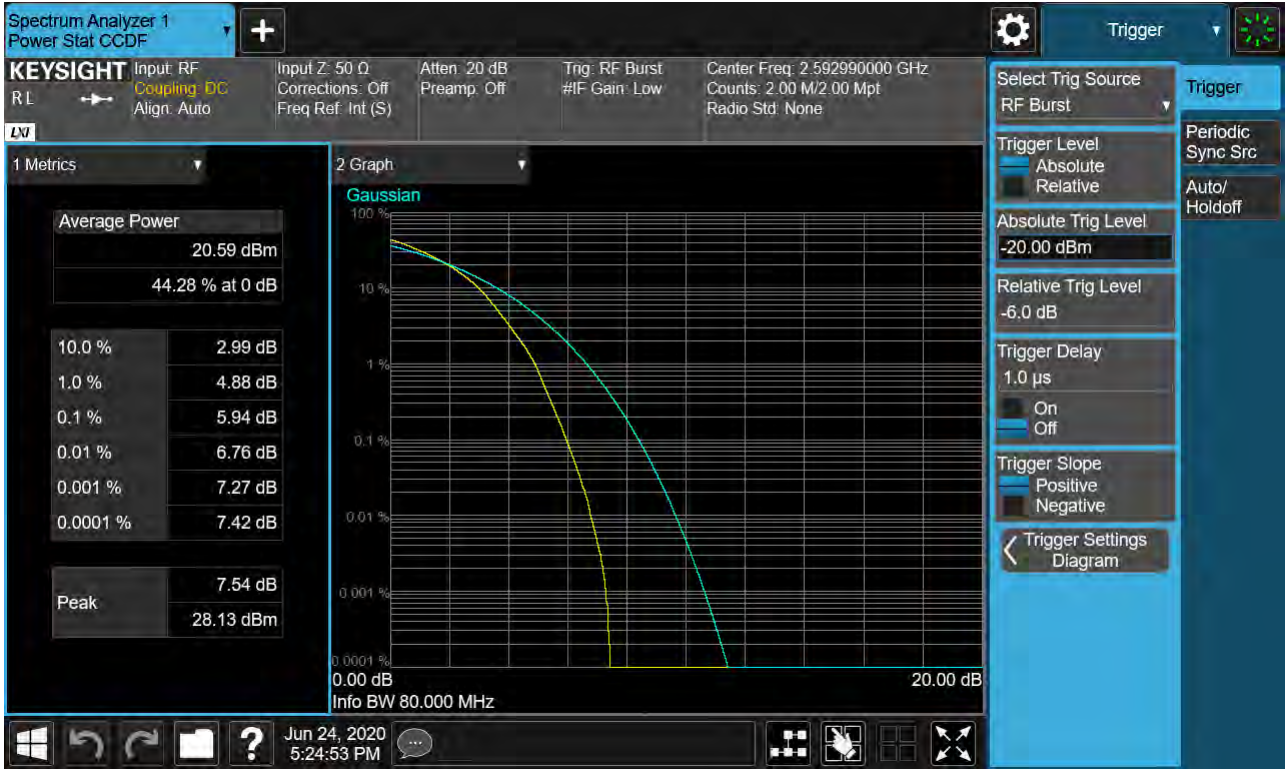 Spectrum Analyzer 1
Power Stat CCDF
+
Trigger
KEYSIGHT
R L
LXI
Input: RF
Coupling: DC
Align: Auto
Input Z: 50 Ω
Corrections: Off
Freq Ref: Int (S)
Atten: 20 dB
Preamp: Off
Trig: RF Burst
#IF Gain: Low
Center Freq: 2.592990000 GHz
Counts: 2.00 M/2.00 Mpt
Radio Std: None
1 Metrics
Average Power
20.59 dBm
44.28 % at 0 dB
10.0 % 2.99 dB
1.0 % 4.88 dB
0.1 % 5.94 dB
0.01 % 6.76 dB
0.001 % 7.27 dB
0.0001 % 7.42 dB
Peak
7.54 dB
28.13 dBm
2 Graph
Gaussian
100 %
10 %
1 %
0.1 %
0.01 %
0.001 %
0.0001 %
0.00 dB 20.00 dB
Info BW 80.000 MHz
Select Trig Source
RF Burst
Trigger Level
Absolute
Relative
Absolute Trig Level
-20.00 dBm
Relative Trig Level
-6.0 dB
Trigger Delay
1.0 µs
On
Off
Trigger Slope
Positive
Negative
Trigger Settings
Diagram
Trigger
Periodic
Sync Src
Auto/
Holdoff
?
Jun 24, 2020
5:24:53 PM